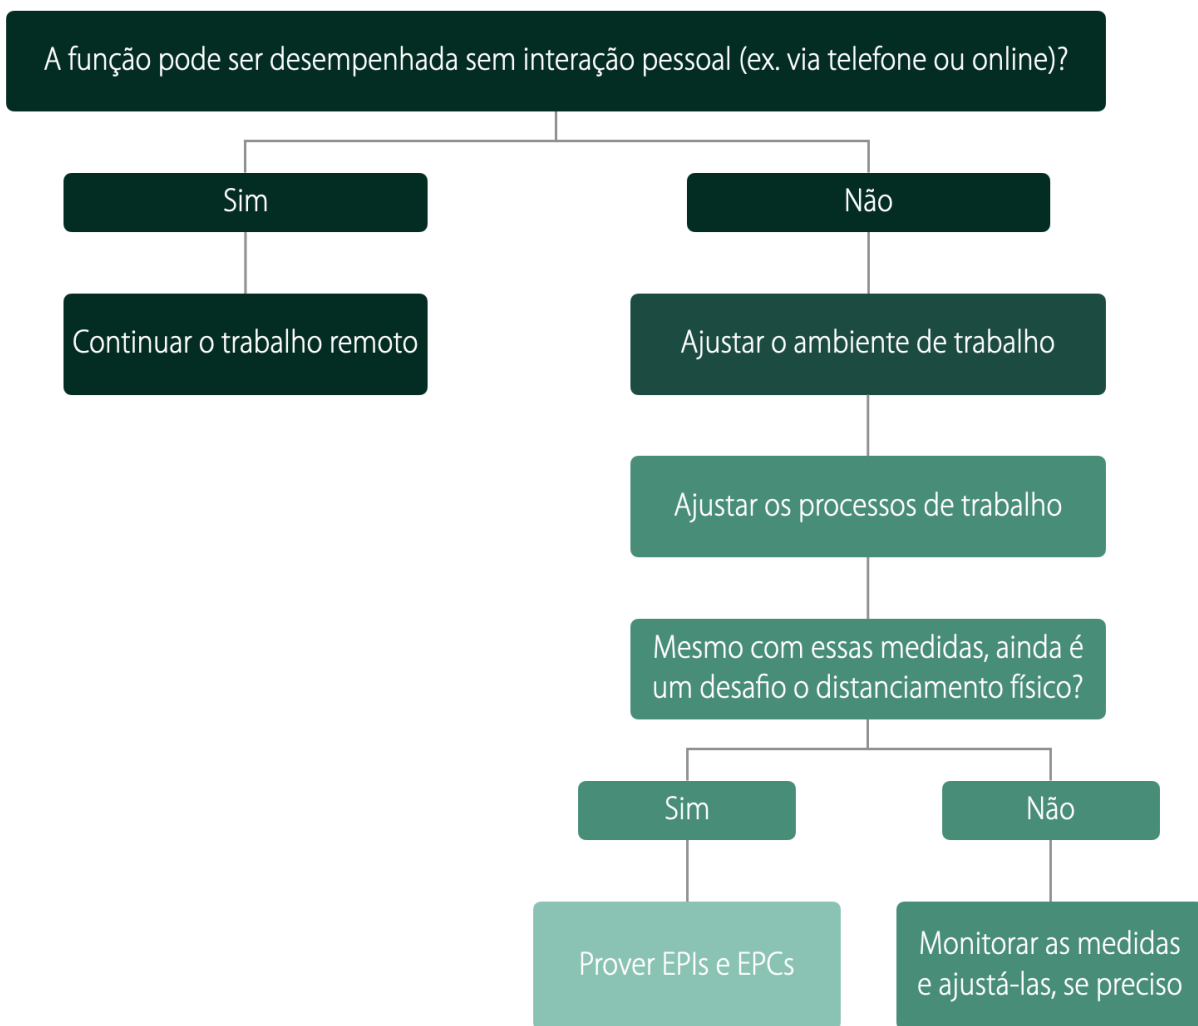 A função pode ser desempenhada sem interação pessoal (ex. via telefone ou online)?
Sim
Não
Continuar o trabalho remoto
Ajustar o ambiente de trabalho
Ajustar os processos de trabalho
Mesmo com essas medidas, ainda é
um desafio o distanciamento físico?
Sim
Não
Prover EPIs e EPCs
Monitorar as medidas
e ajustá-las, se preciso